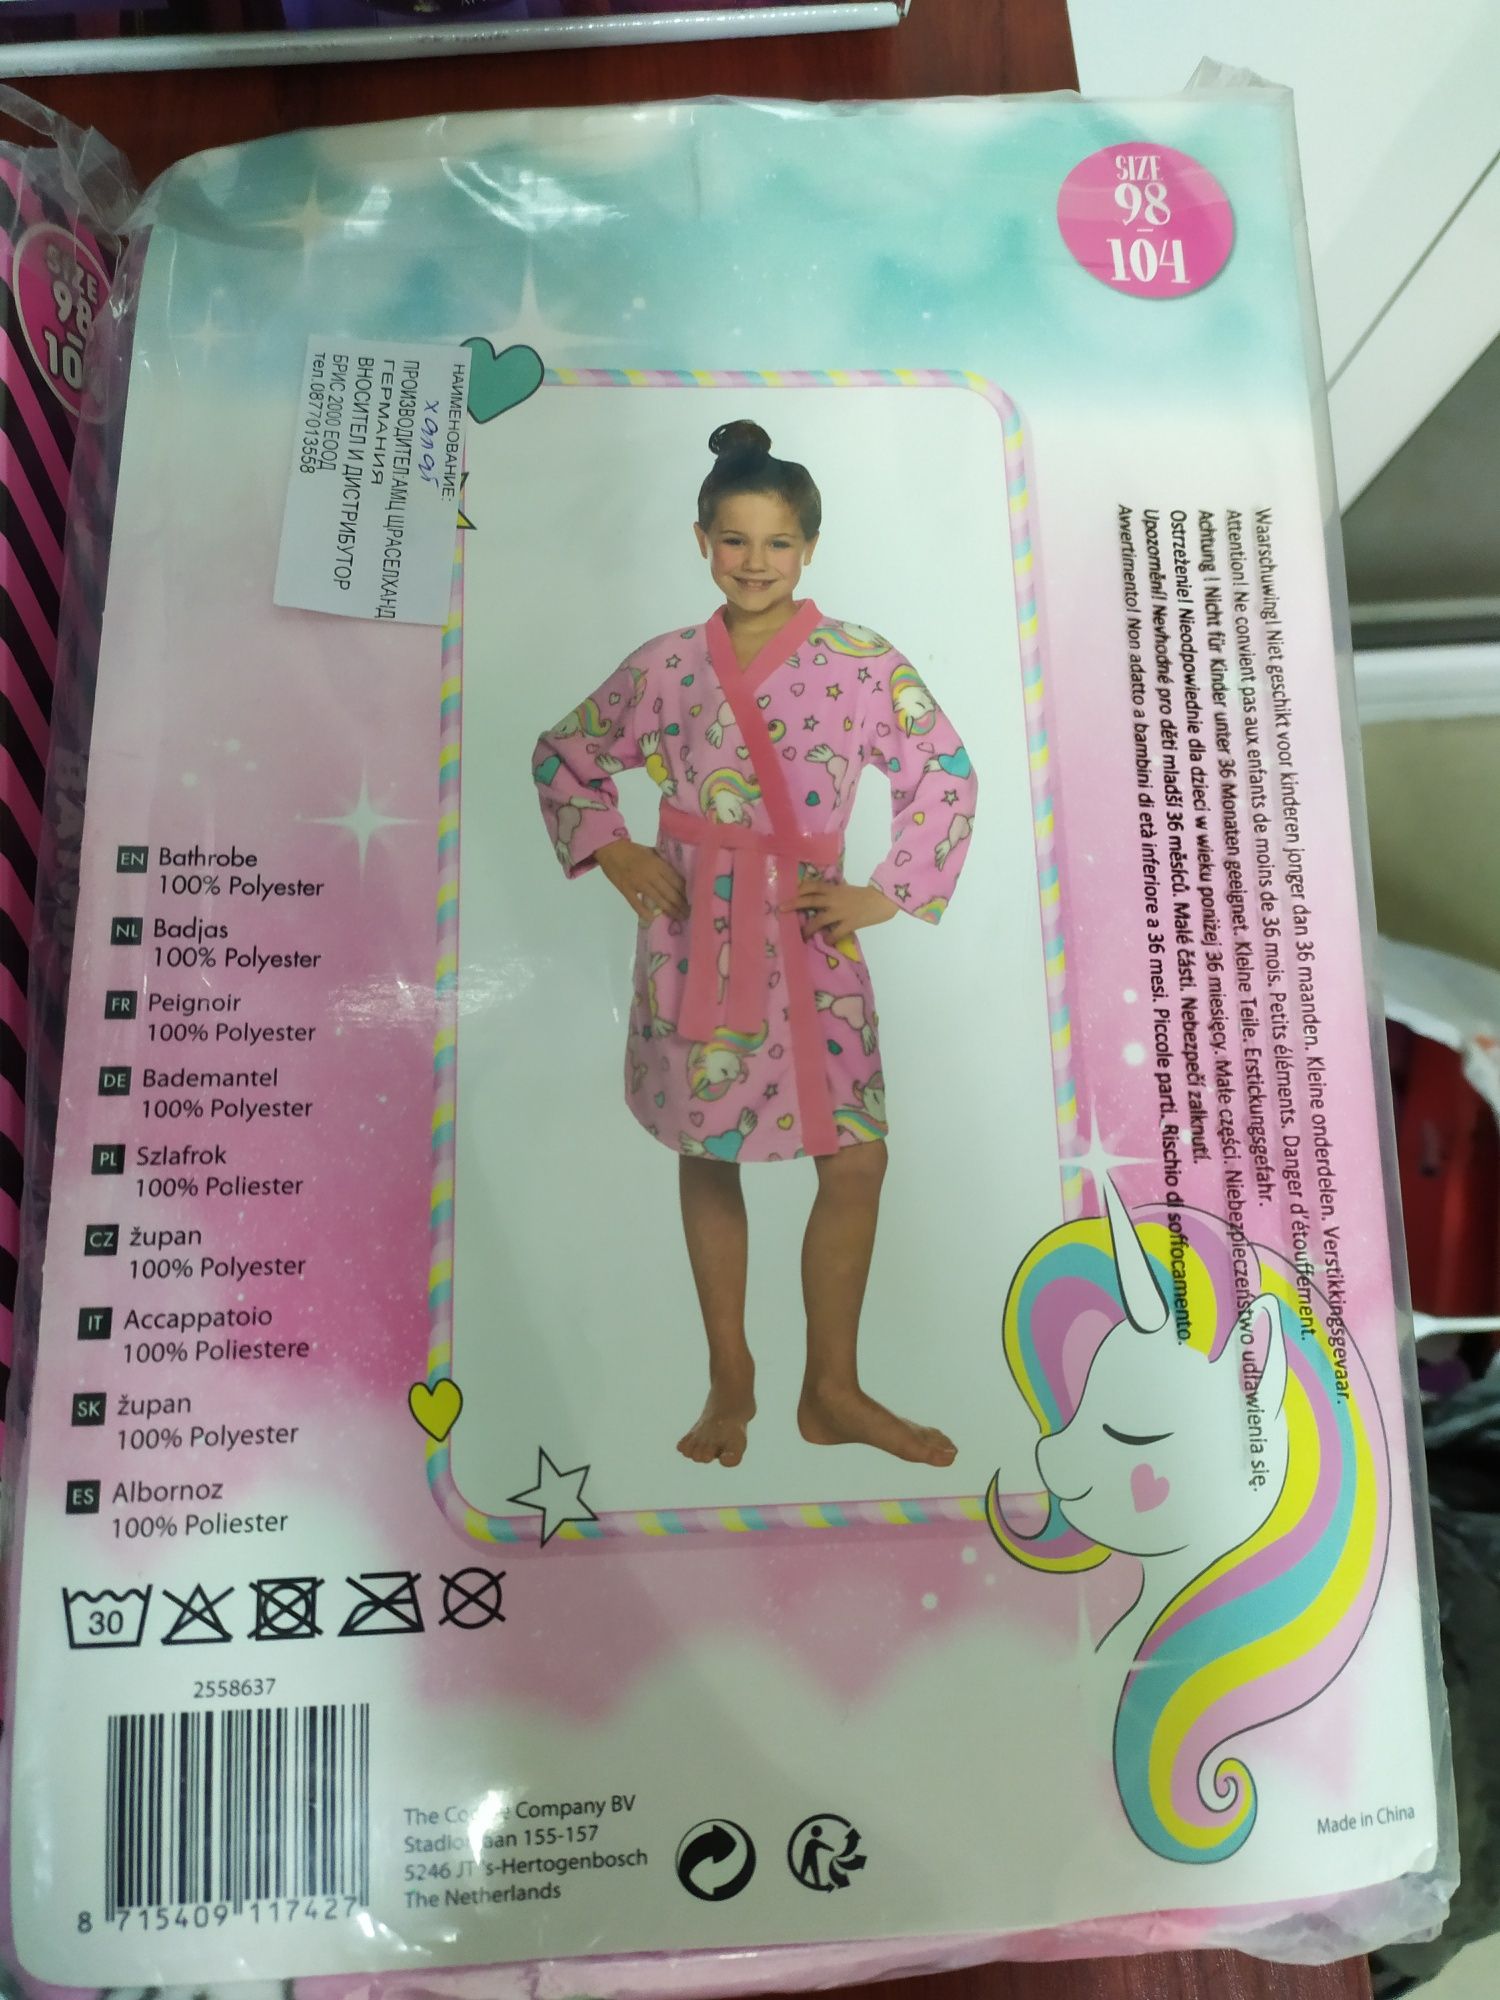 SIZE
98
-
104
SIZE
98
НАИМЕНОВАНИЕ:
халат
ПРОИЗВОДИТЕЛ:АМЦ ЩРАСЕЛХАНД
ГЕРМАНИЯ
ВНОСИТЕЛ И ДИСТРИБУТОР
БРИС 2000 ЕООД
тел.0877013558
Waarschuwing! Niet geschikt voor kinderen jonger dan 36 maanden. Kleine onderdelen. Verstikkingsgevaar.
Attention! Ne convient pas aux enfants de moins de 36 mois. Petits éléments. Danger d'étouffement.
Achtung ! Nicht für Kinder unter 36 Monaten geeignet. Kleine Teile. Erstickungsgefahr.
Ostrzeżenie! Nieodpowiednie dla dzieci w wieku poniżej 36 miesięcy. Małe części. Niebezpieczeństwo udławienia się.
Upozornění! Nevhodné pro děti mladší 36 měsíců. Malé části. Nebezpečí zalknutí.
Avvertimento! Non adatto a bambini di età inferiore a 36 mesi. Piccole parti. Rischio di soffocamento.
EN Bathrobe
100% Polyester
NL Badjas
100% Polyester
FR Peignoir
100% Polyester
DE Bademantel
100% Polyester
PL Szlafrok
100% Poliester
CZ župan
100% Polyester
IT Accappatoio
100% Poliestere
SK župan
100% Polyester
ES Albornoz
100% Poliester
30
2558637
8 715409 117427
The Company BV
155-157
5246 JT 's-Hertogenbosch
The Netherlands
Made in China